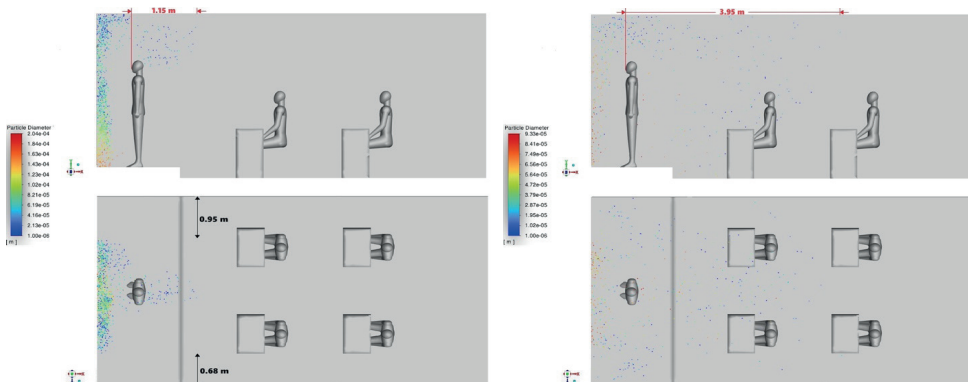 1.15 m
Particle Diameter
2.04e-04
1.84e-04
1.63e-04
1.43e-04
1.23e-04
1.02e-04
8.21e-05
6.19e-05
4.16e-05
2.13e-05
1.00e-06
[ m ]
0.95 m
0.68 m
3.95 m
Particle Diameter
9.33e-05
8.41e-05
7.49e-05
6.56e-05
5.64e-05
4.72e-05
3.79e-05
2.87e-05
1.95e-05
1.02e-05
1.00e-06
[ m ]